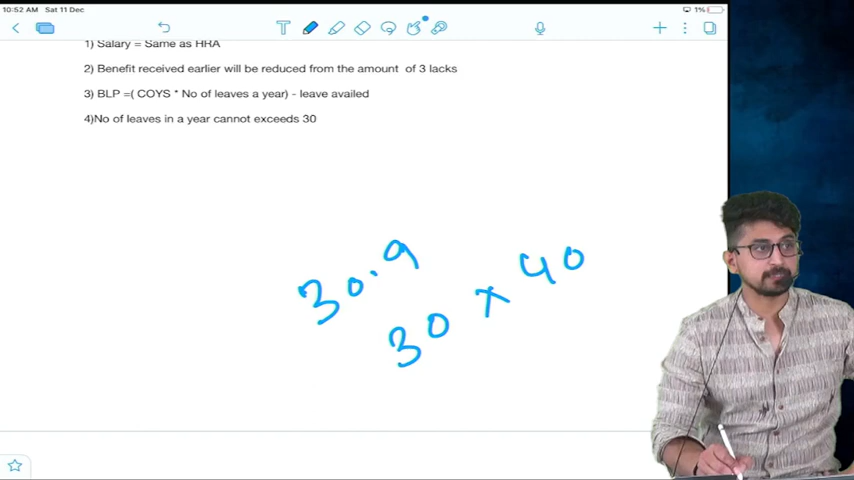 10:52 AM Sat 11 Dec 1%
1) Salary = Same as HRA
2) Benefit received earlier will be reduced from the amount of 3 lacks
3) BLP =( COYS * No of leaves a year) - leave availed
4)No of leaves in a year cannot exceeds 30
30.9
30 x 40